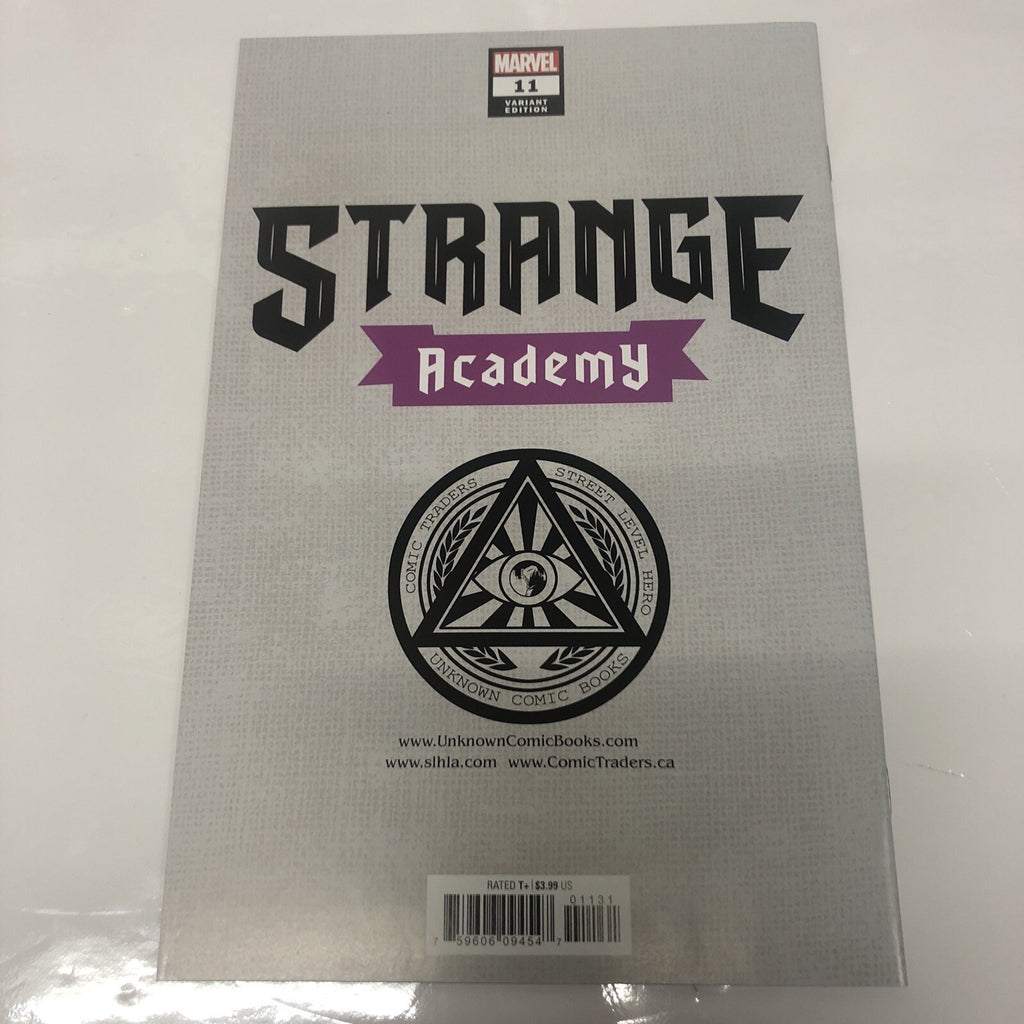 MARVEL
11
VARIANT
EDITION
STRANGE
Academy
COMIC TRADERS
STREET LEVEL HERO
UNKNOWN COMIC BOOKS
www.UnknownComicBooks.com
www.slhla.com www.ComicTraders.ca
RATED T+ $3.99 US
01131
7 59606 09454 7